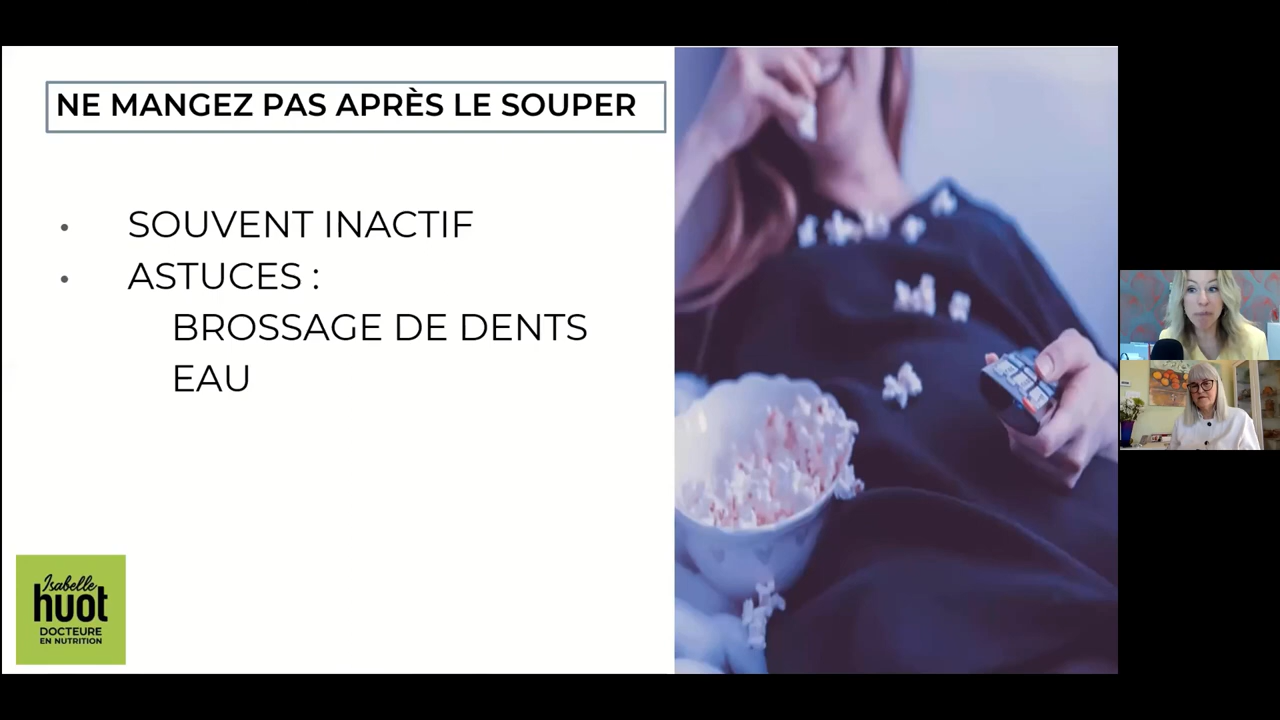 NE MANGEZ PAS APRÈS LE SOUPER
• SOUVENT INACTIF
• ASTUCES :
BROSSAGE DE DENTS
EAU
Isabelle
huot
DOCTEURE
EN NUTRITION